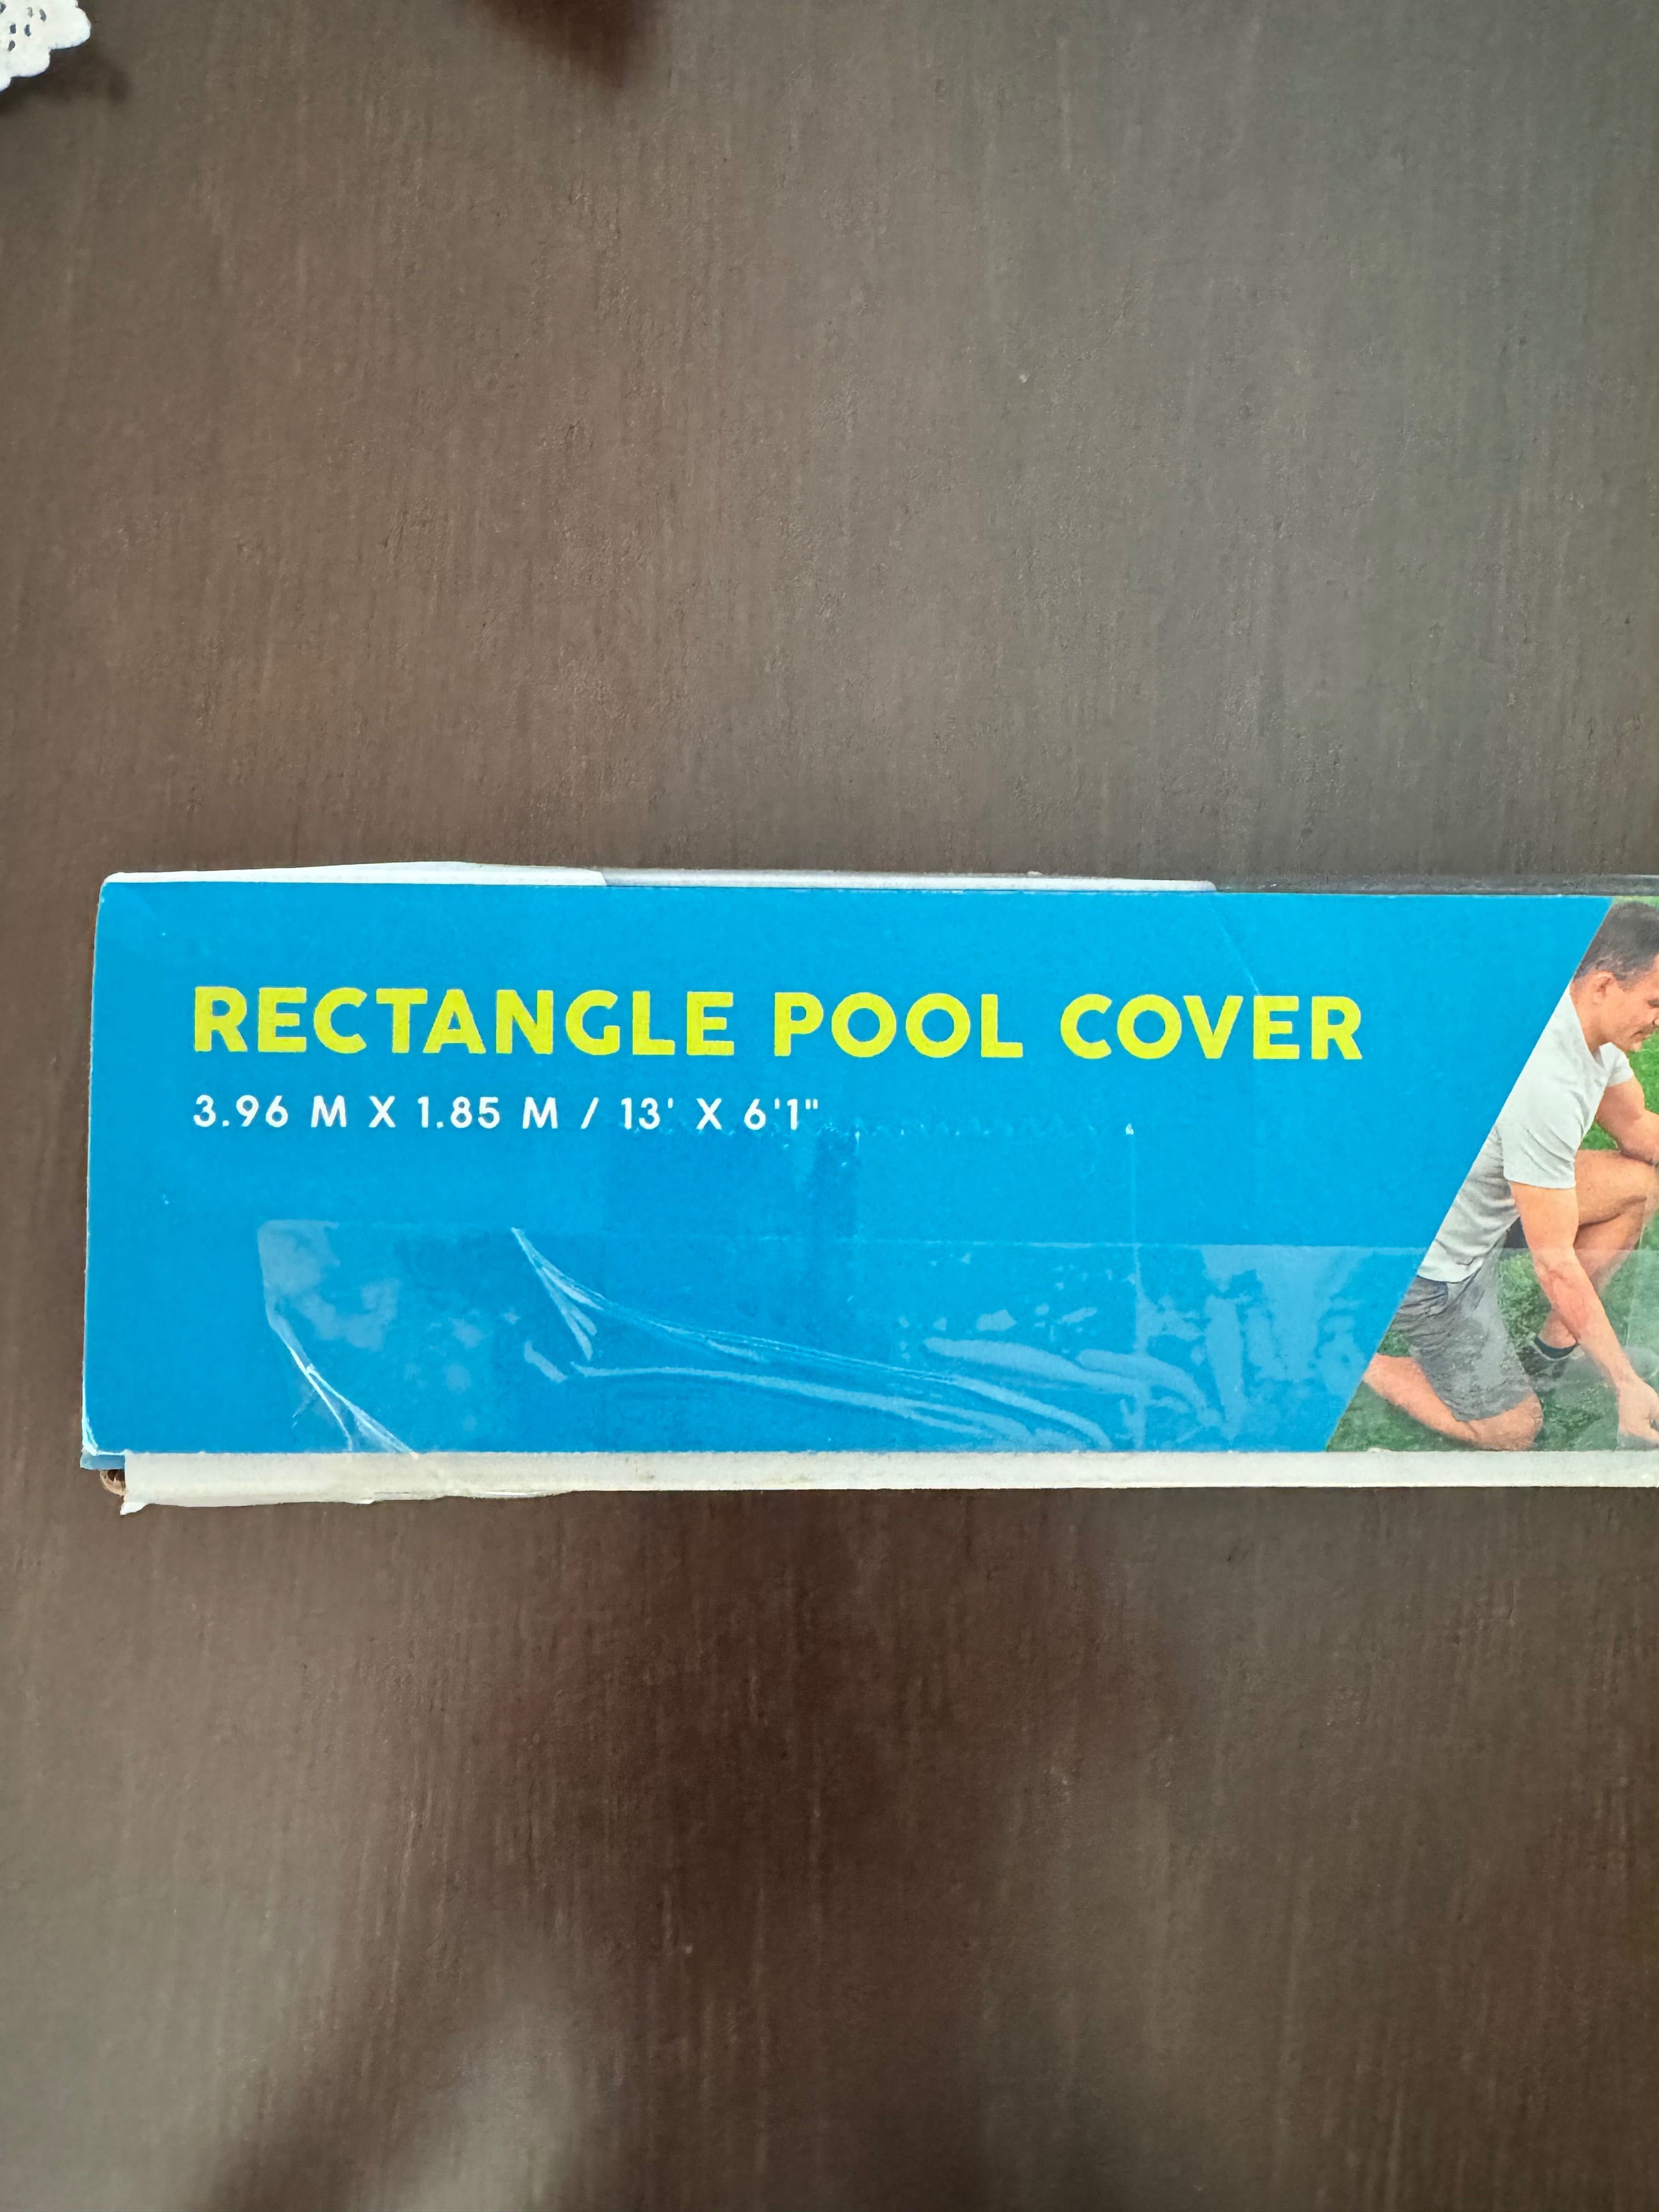 RECTANGLE POOL COVER
3.96 M X 1.85 M / 13' X 6'1"